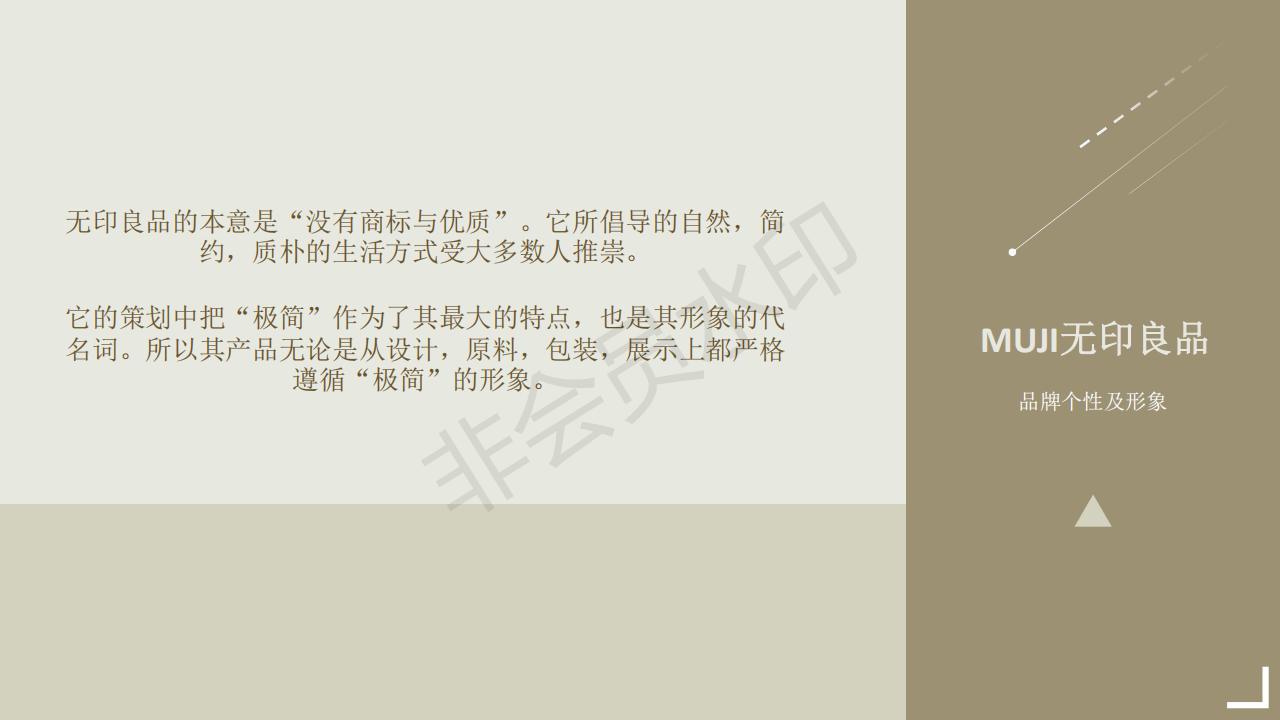 无印良品的本意是“没有商标与优质”。它所倡导的自然，简
约，质朴的生活方式受大多数人推崇。
它的策划中把“极简”作为了其最大的特点，也是其形象的代
名词。所以其产品无论是从设计，原料，包装，展示上都严格
遵循“极简”的形象。
非会员水印
MUJI无印良品
品牌个性及形象